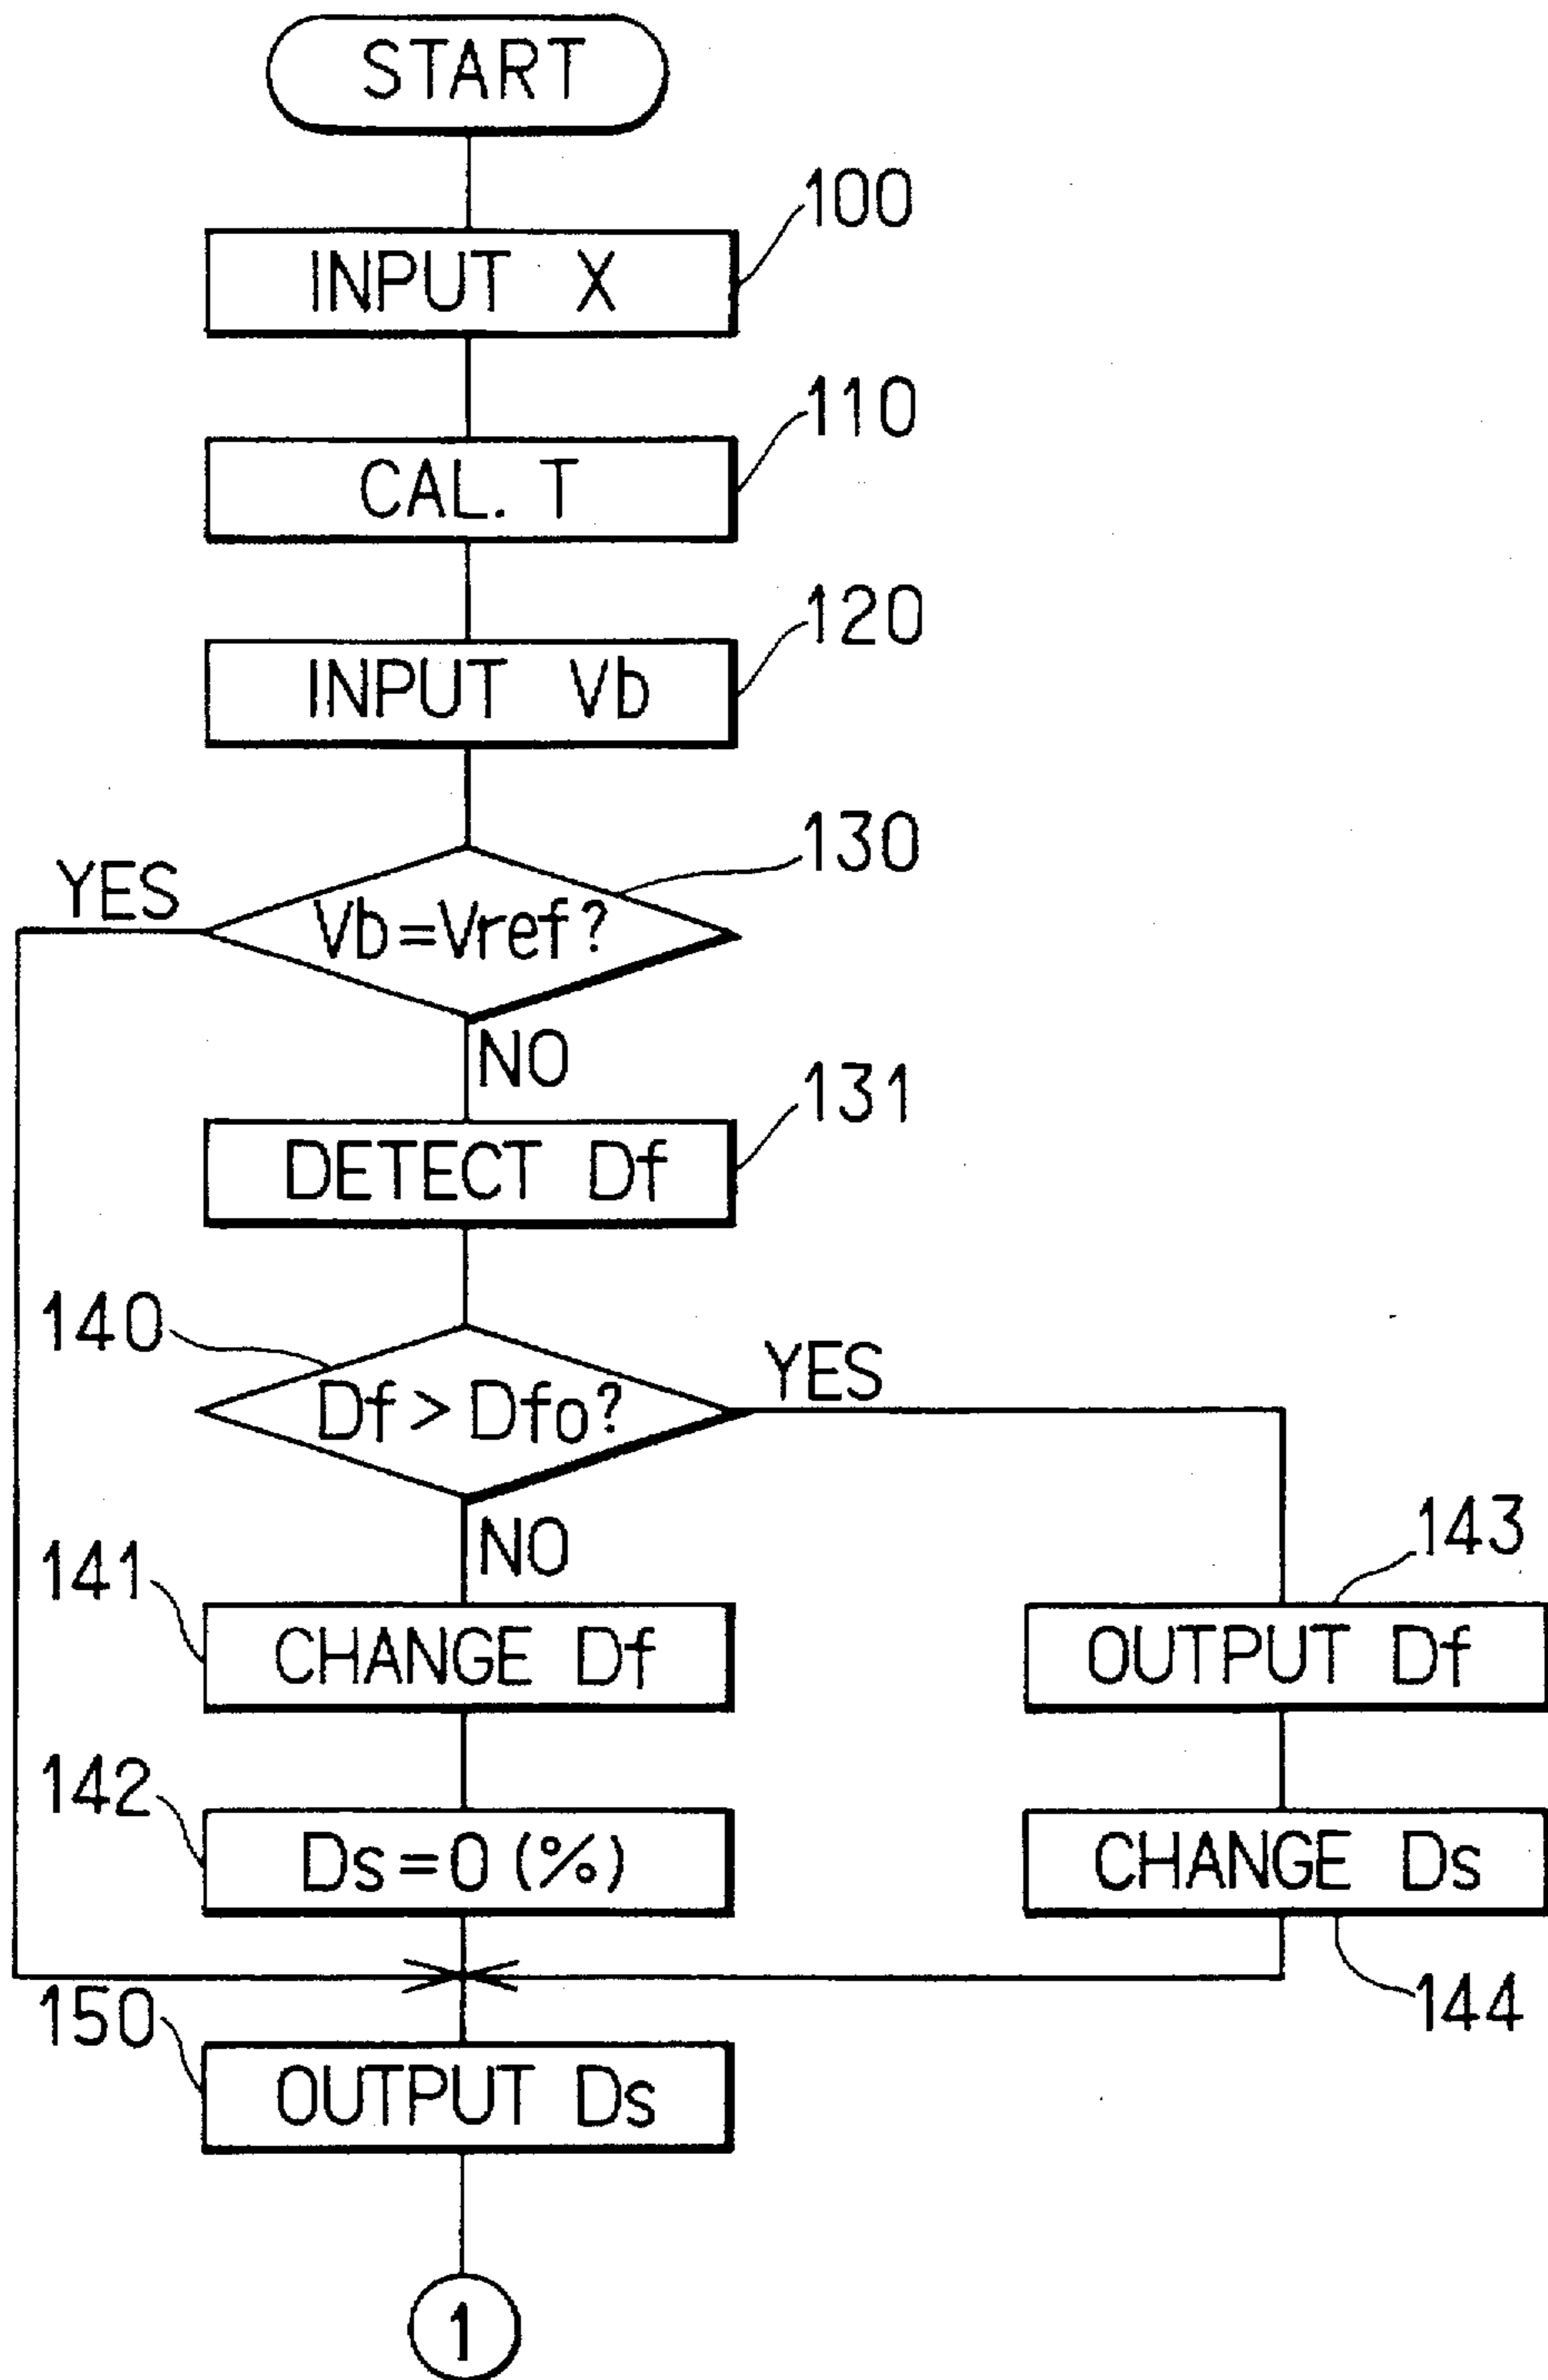 START
100
INPUT X
110
CAL. T
120
INPUT Vb
130
YES
Vb=Vref?
NO
131
DETECT Df
140
YES
Df>Dfo?
NO
141
143
CHANGE Df
OUTPUT Df
142
Ds=0(%)
CHANGE Ds
150
144
OUTPUT Ds
1